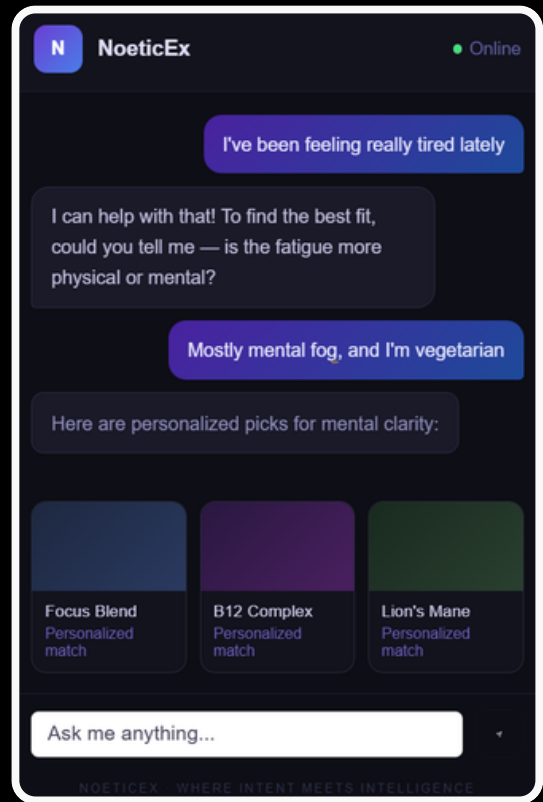 N
NoeticEx
Online
I've been feeling really tired lately
I can help with that! To find the best fit,
could you tell me — is the fatigue more
physical or mental?
Mostly mental fog, and I'm vegetarian
Here are personalized picks for mental clarity:
Focus Blend
Personalized
match
B12 Complex
Personalized
match
Lion's Mane
Personalized
match
Ask me anything...
NOETICEX · WHERE INTENT MEETS INTELLIGENCE